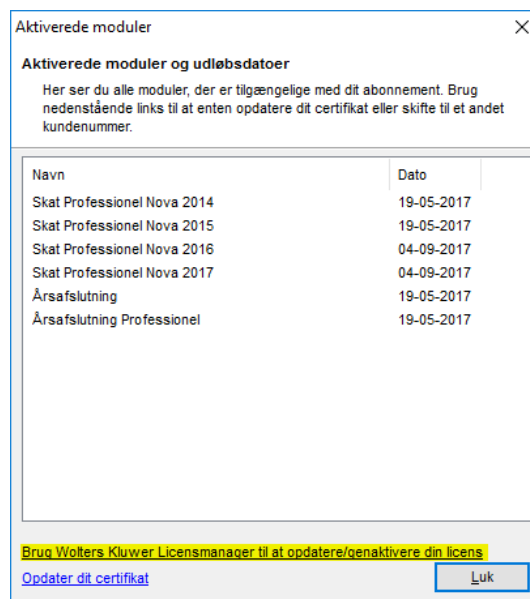 Aktiverede moduler
Aktiverede moduler og udløbsdatoer
Her ser du alle moduler, der er tilgængelige med dit abonnement. Brug
nedenstående links til at enten opdatere dit certifikat eller skifte til et andet
kundenummer.
Navn Dato
Skat Professionel Nova 2014 19-05-2017
Skat Professionel Nova 2015 19-05-2017
Skat Professionel Nova 2016 04-09-2017
Skat Professionel Nova 2017 04-09-2017
Årsafslutning 19-05-2017
Årsafslutning Professionel 19-05-2017
Brug Wolters Kluwer Licensmanager til at opdatere/genaktivere din licens
Opdater dit certifikat Luk